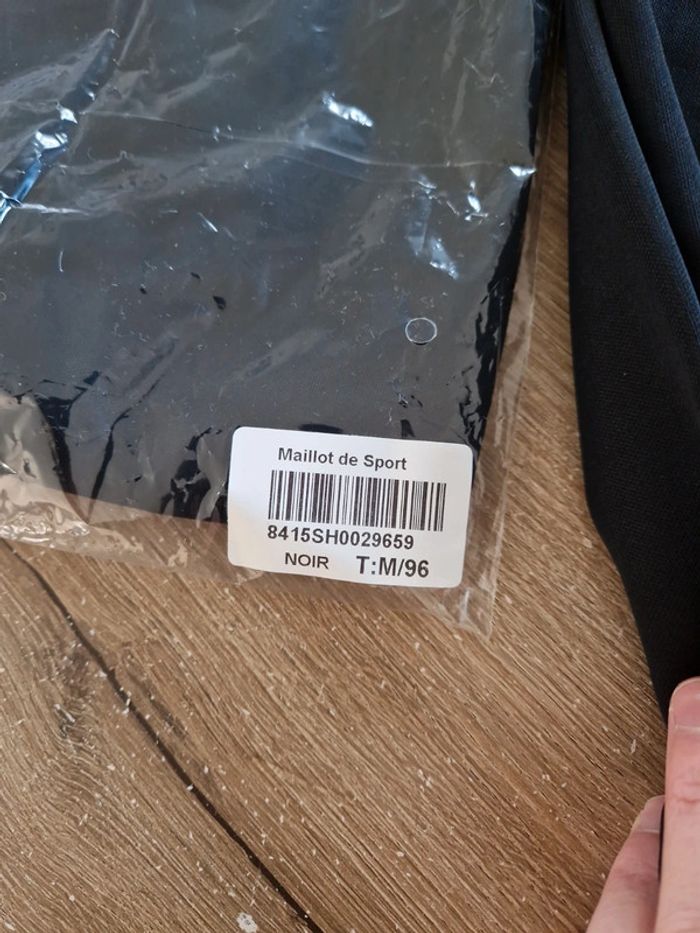 Maillot de Sport
8415SH0029659
NOIR T:M/96